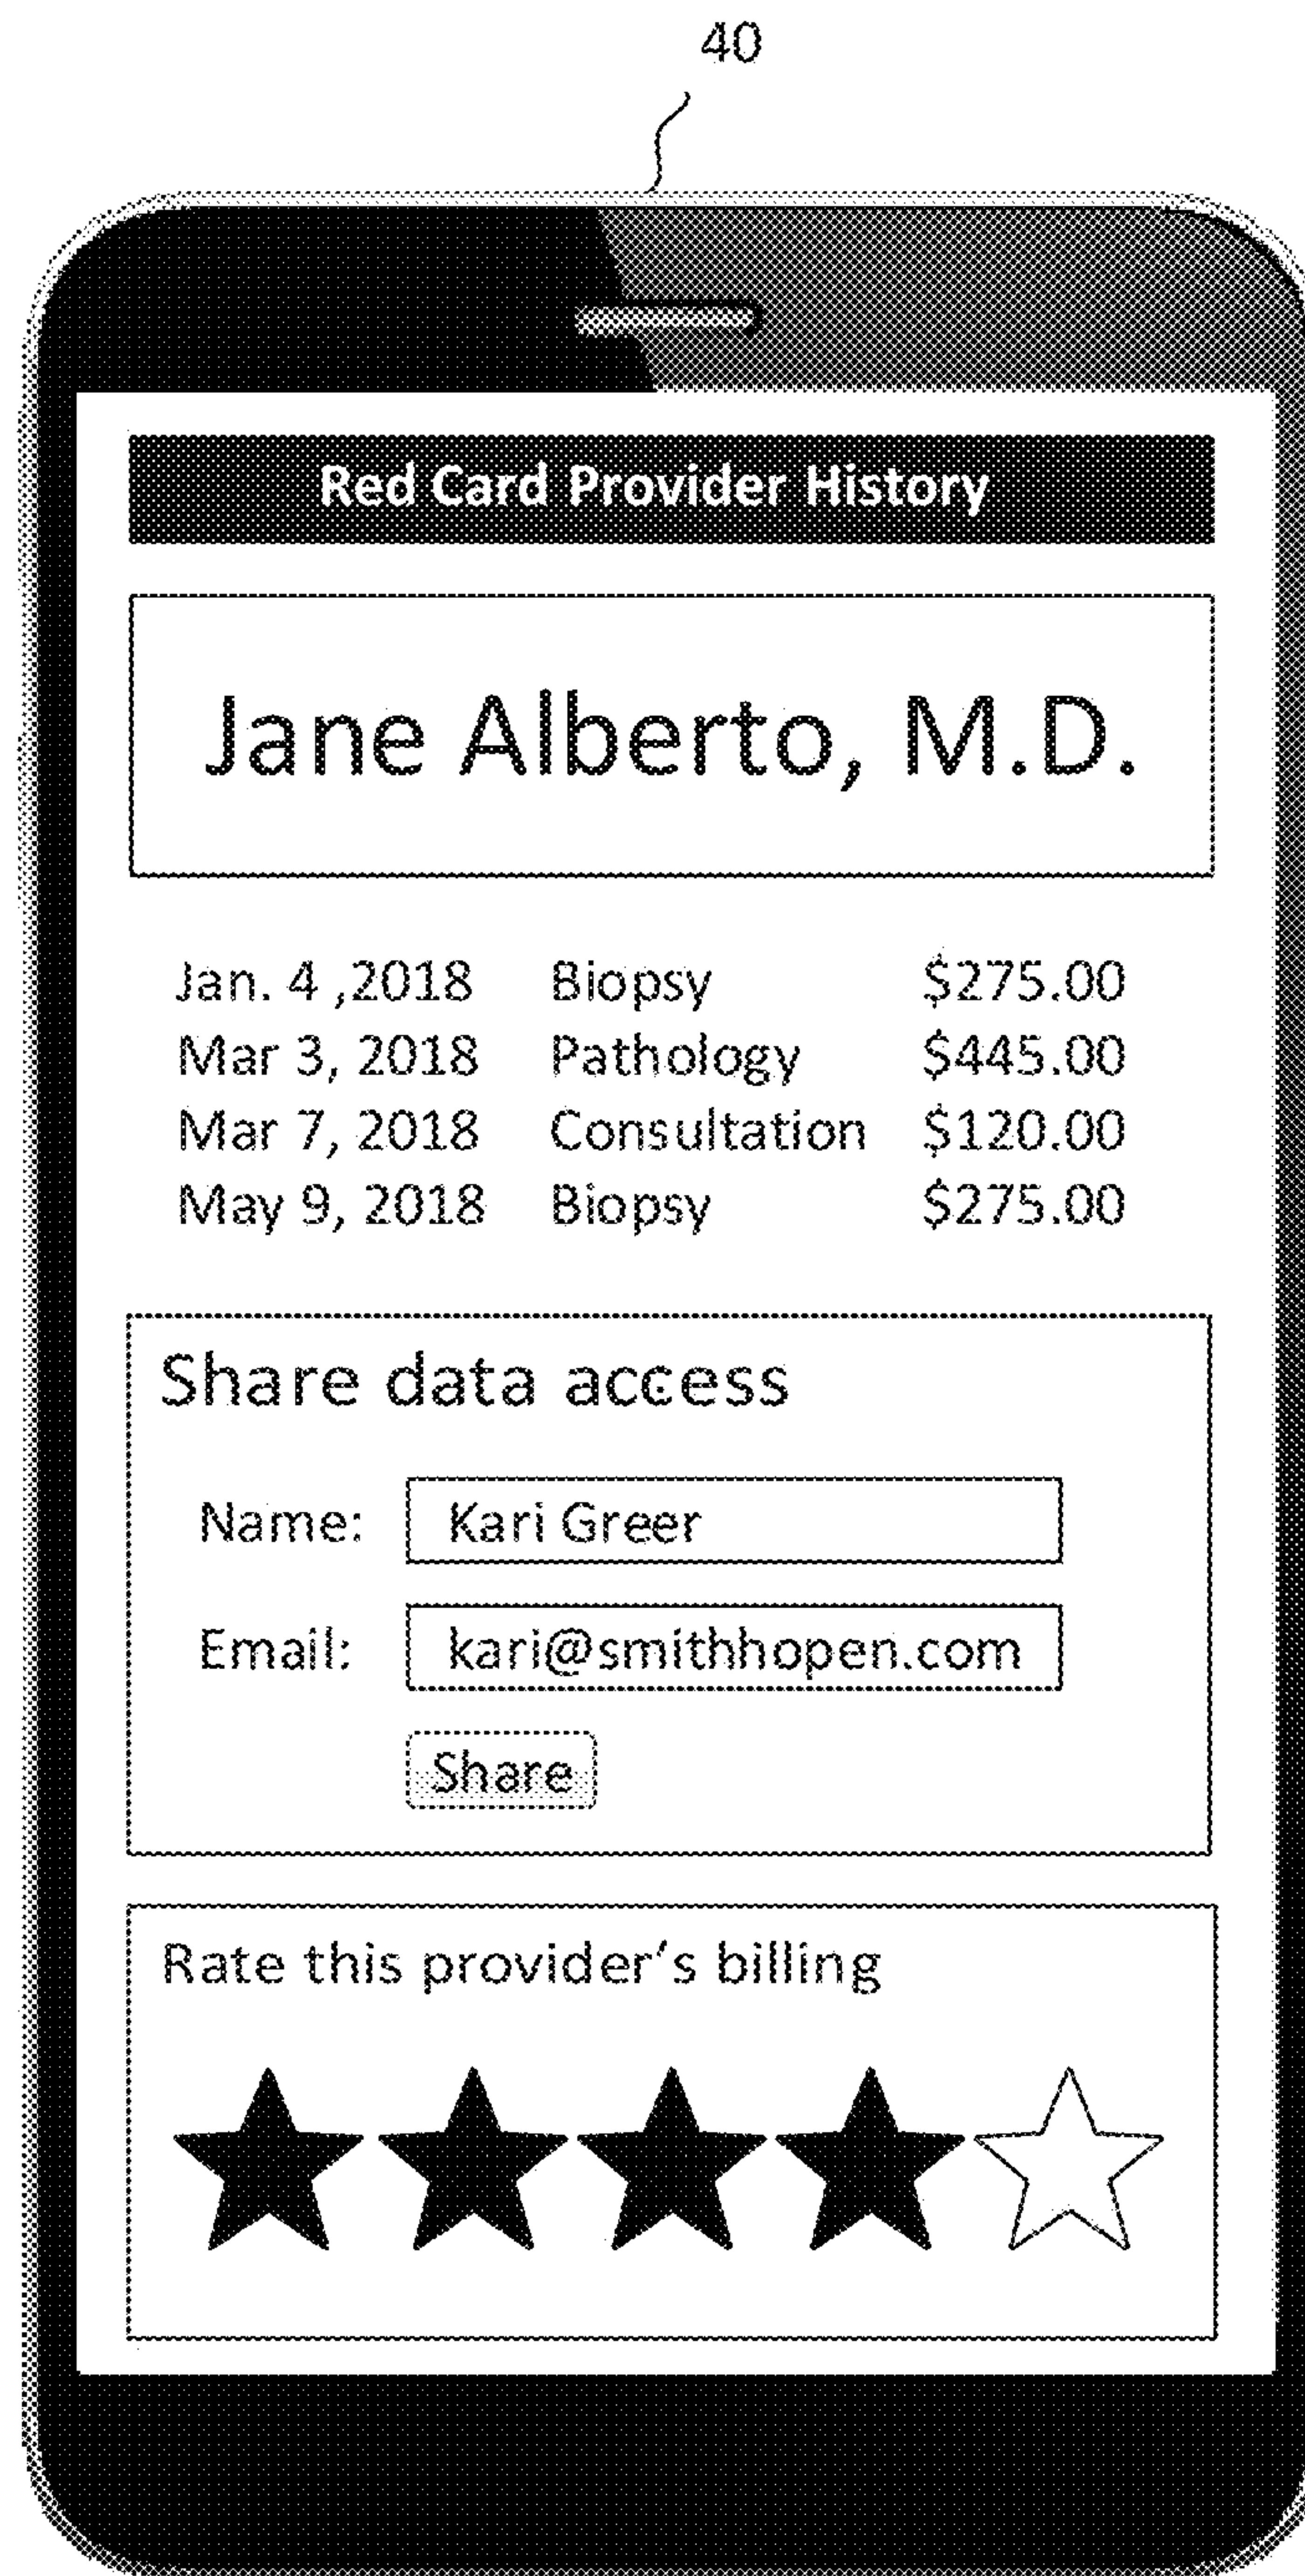 40
Red Card Provider History
Jane Alberto, M.D.
Jan. 4 ,2018 Biopsy $275.00
Mar 3, 2018 Pathology $445.00
Mar 7, 2018 Consultation $120.00
May 9, 2018 Biopsy $275.00
Share data access
Name: Kari Greer
Email: kari@smithhopen.com
Share
Rate this provider's billing